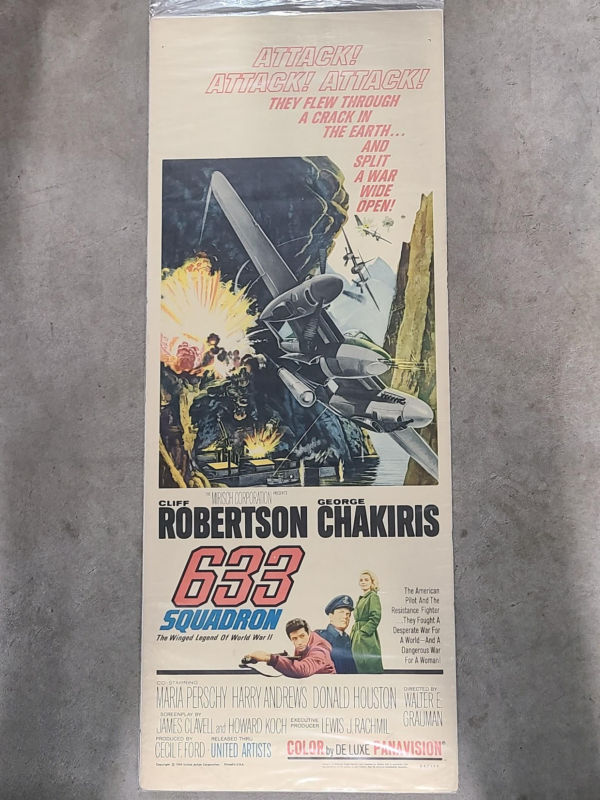 ATTACK!
ATTACK! ATTACK!
THEY FLEW THROUGH
A CRACK IN
THE EARTH...
AND
SPLIT
A WAR
WIDE
OPEN!
THE MIRISCH CORPORATION PRESENTS
CLIFF ROBERTSON
GEORGE CHAKIRIS
633
SQUADRON
The Winged Legend Of World War II
The American
Pilot And The
Resistance Fighter
...They Fought A
Desperate War For
A World—And A
Dangerous War
For A Woman!
CO-STARRING
MARIA PERSCHY HARRY ANDREWS DONALD HOUSTON
DIRECTED BY
WALTER E.
GRAUMAN
SCREENPLAY BY
JAMES CLAVELL and HOWARD KOCH
EXECUTIVE PRODUCER LEWIS J. RACHMIL
PRODUCED BY
CECIL F. FORD
RELEASED THRU
UNITED ARTISTS
COLOR by DE LUXE PANAVISION®